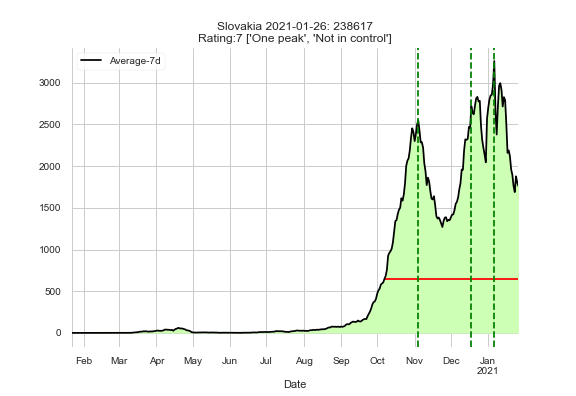 Slovakia 2021-01-26: 238617
Rating:7 ['One peak', 'Not in control']
Average-7d
3000
2500
2000
1500
1000
500
0
Feb Mar Apr May Jun Jul Aug Sep Oct Nov Dec Jan
2021
Date